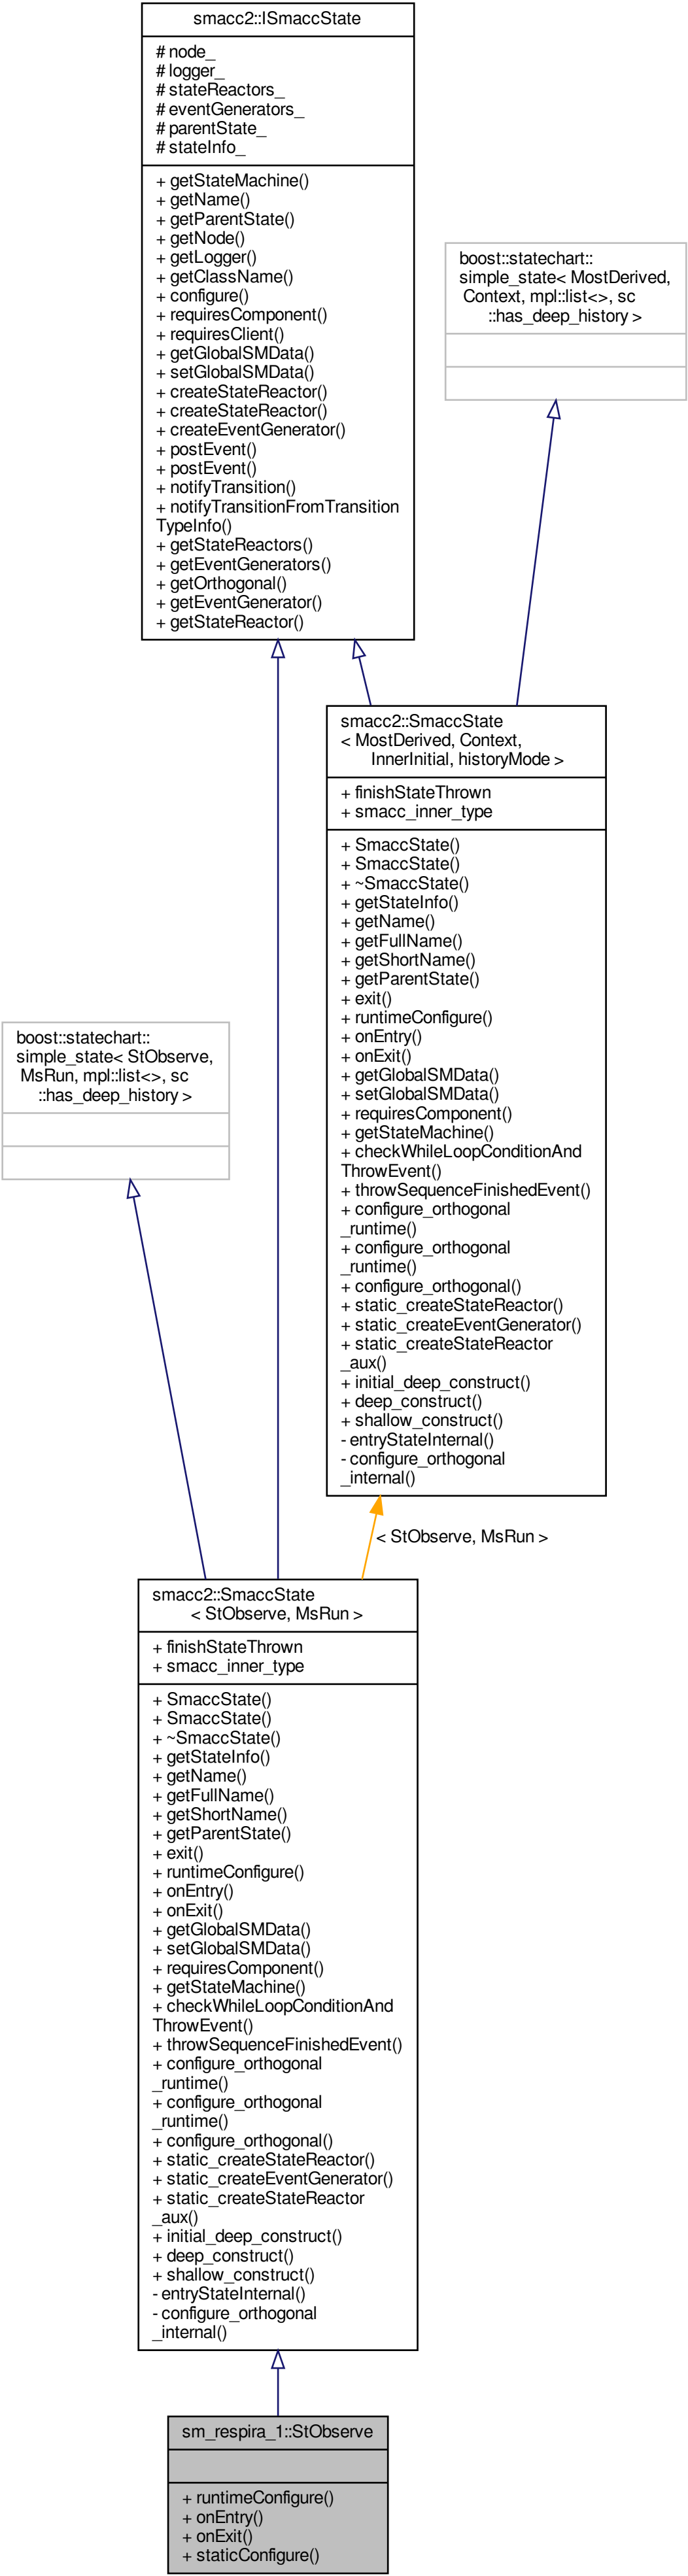 smacc2::ISmaccState
# node_
# logger_
# stateReactors_
# eventGenerators_
# parentState_
# stateInfo_
+ getStateMachine()
+ getName()
+ getParentState()
+ getNode()
+ getLogger()
+ getClassName()
+ configure()
+ requiresComponent()
+ requiresClient()
+ getGlobalSMData()
+ setGlobalSMData()
+ createStateReactor()
+ createStateReactor()
+ createEventGenerator()
+ postEvent()
+ postEvent()
+ notifyTransition()
+ notifyTransitionFromTransition
TypeInfo()
+ getStateReactors()
+ getEventGenerators()
+ getOrthogonal()
+ getEventGenerator()
+ getStateReactor()
boost::statechart::
simple_state< MostDerived,
Context, mpl::list<>, sc
::has_deep_history >
smacc2::SmaccState
< MostDerived, Context,
InnerInitial, historyMode >
+ finishStateThrown
+ smacc_inner_type
+ SmaccState()
+ SmaccState()
+ ~SmaccState()
+ getStateInfo()
+ getName()
+ getFullName()
+ getShortName()
+ getParentState()
+ exit()
+ runtimeConfigure()
+ onEntry()
+ onExit()
+ getGlobalSMData()
+ setGlobalSMData()
+ requiresComponent()
+ getStateMachine()
+ checkWhileLoopConditionAnd
ThrowEvent()
+ throwSequenceFinishedEvent()
+ configure_orthogonal
_runtime()
+ configure_orthogonal
_runtime()
+ configure_orthogonal()
+ static_createStateReactor()
+ static_createEventGenerator()
+ static_createStateReactor
_aux()
+ initial_deep_construct()
+ deep_construct()
+ shallow_construct()
- entryStateInternal()
- configure_orthogonal
_internal()
boost::statechart::
simple_state< StObserve,
MsRun, mpl::list<>, sc
::has_deep_history >
< StObserve, MsRun >
smacc2::SmaccState
< StObserve, MsRun >
+ finishStateThrown
+ smacc_inner_type
+ SmaccState()
+ SmaccState()
+ ~SmaccState()
+ getStateInfo()
+ getName()
+ getFullName()
+ getShortName()
+ getParentState()
+ exit()
+ runtimeConfigure()
+ onEntry()
+ onExit()
+ getGlobalSMData()
+ setGlobalSMData()
+ requiresComponent()
+ getStateMachine()
+ checkWhileLoopConditionAnd
ThrowEvent()
+ throwSequenceFinishedEvent()
+ configure_orthogonal
_runtime()
+ configure_orthogonal
_runtime()
+ configure_orthogonal()
+ static_createStateReactor()
+ static_createEventGenerator()
+ static_createStateReactor
_aux()
+ initial_deep_construct()
+ deep_construct()
+ shallow_construct()
- entryStateInternal()
- configure_orthogonal
_internal()
sm_respira_1::StObserve
+ runtimeConfigure()
+ onEntry()
+ onExit()
+ staticConfigure()